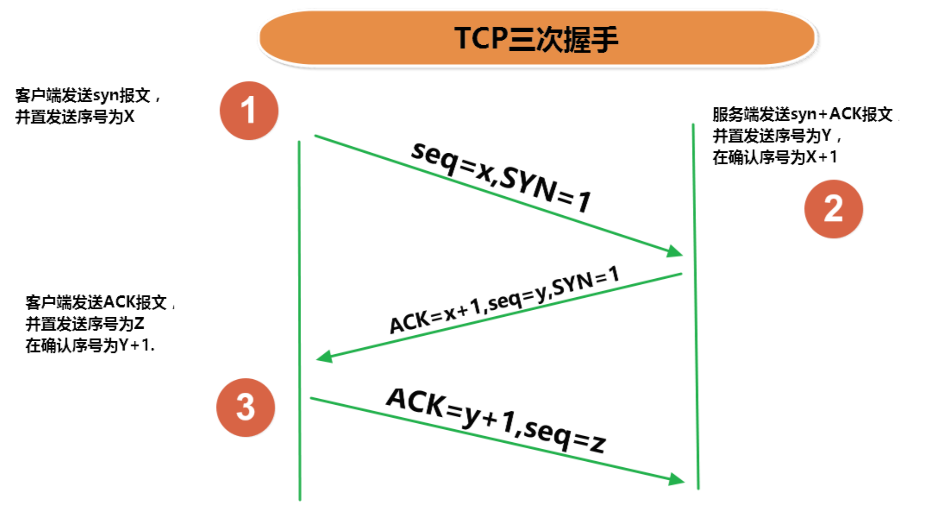 TCP三次握手
客户端发送syn报文，
并置发送序号为X
1
服务端发送syn+ACK报文
并置发送序号为Y，
在确认序号为X+1
2
seq=x,SYN=1
ACK=x+1,seq=y,SYN=1
客户端发送ACK报文，
并置发送序号为Z
在确认序号为Y+1.
3
ACK=y+1,seq=z